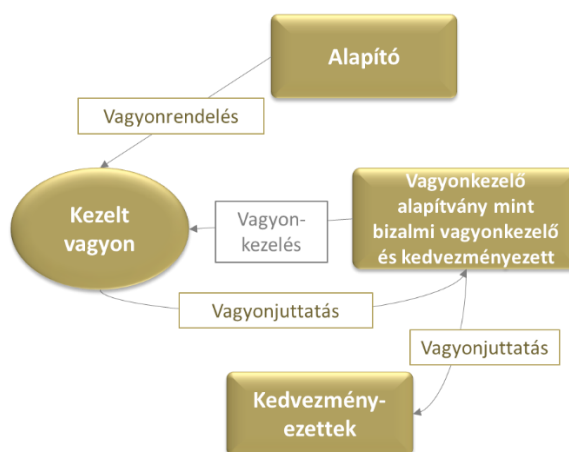 Alapító
Vagyonrendelés
Kezelt
vagyon
Vagyon-
kezelés
Vagyonkezelő
alapítvány mint
bizalmi vagyonkezelő
és kedvezményezett
Vagyonjuttatás
Vagyonjuttatás
Kedvezmény-
ezettek